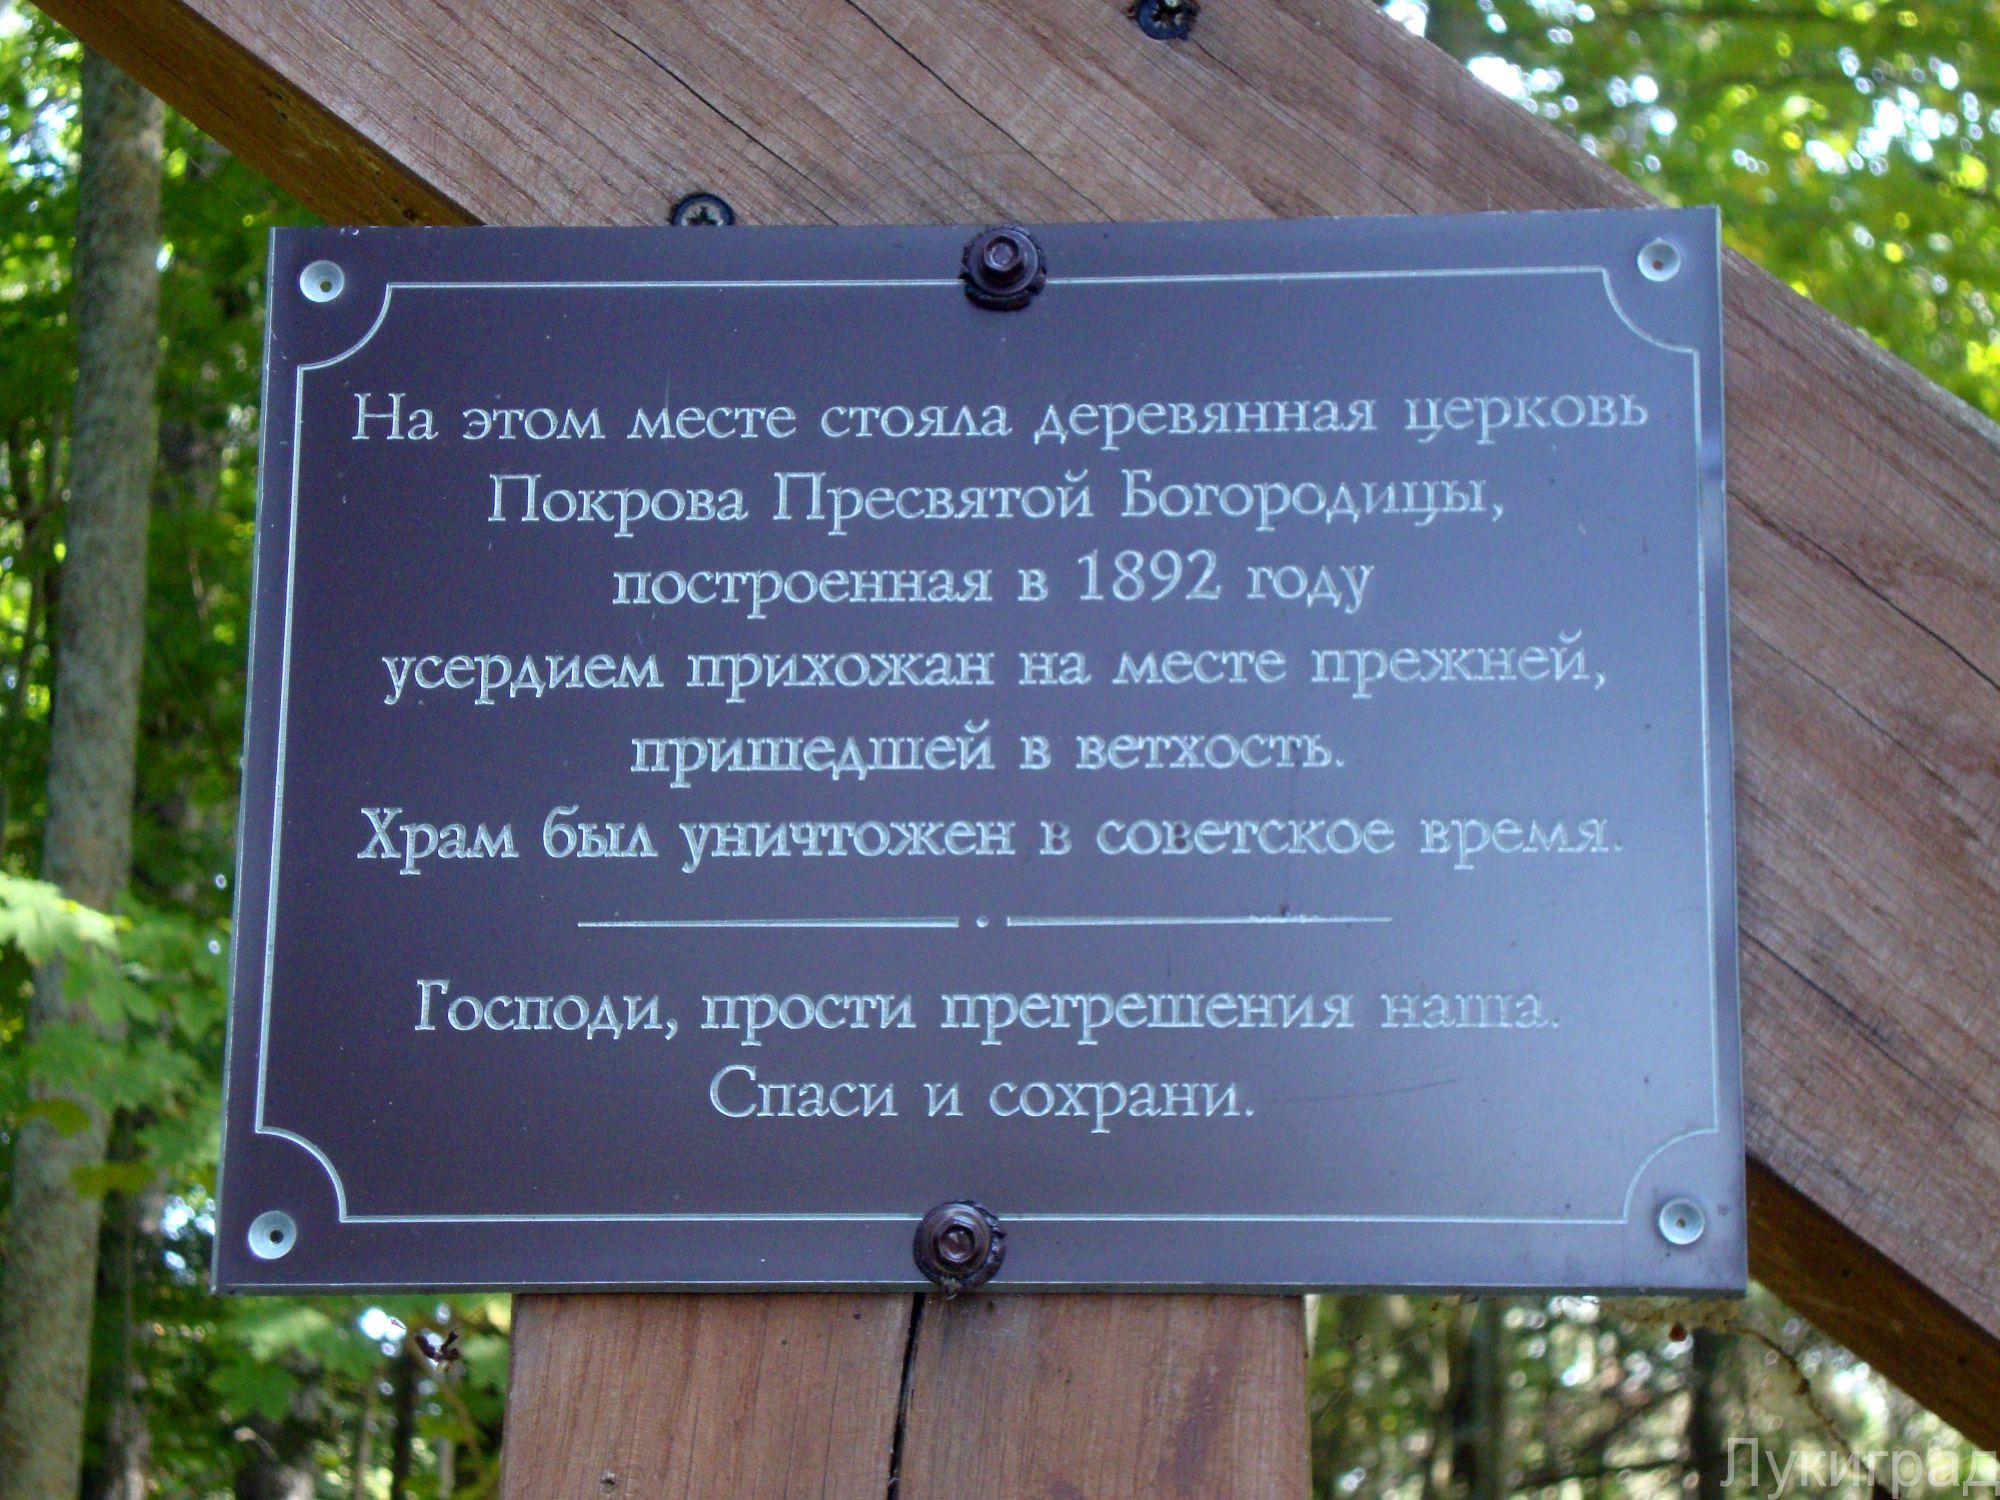 На этом месте стояла деревянная церковь
Покрова Пресвятой Богородицы,
построенная в 1892 году
усердием прихожан на месте прежней,
пришедшей в ветхость.
Храм был уничтожен в советское время.
Господи, прости прегрешения наша.
Спаси и сохрани.
Лукиград